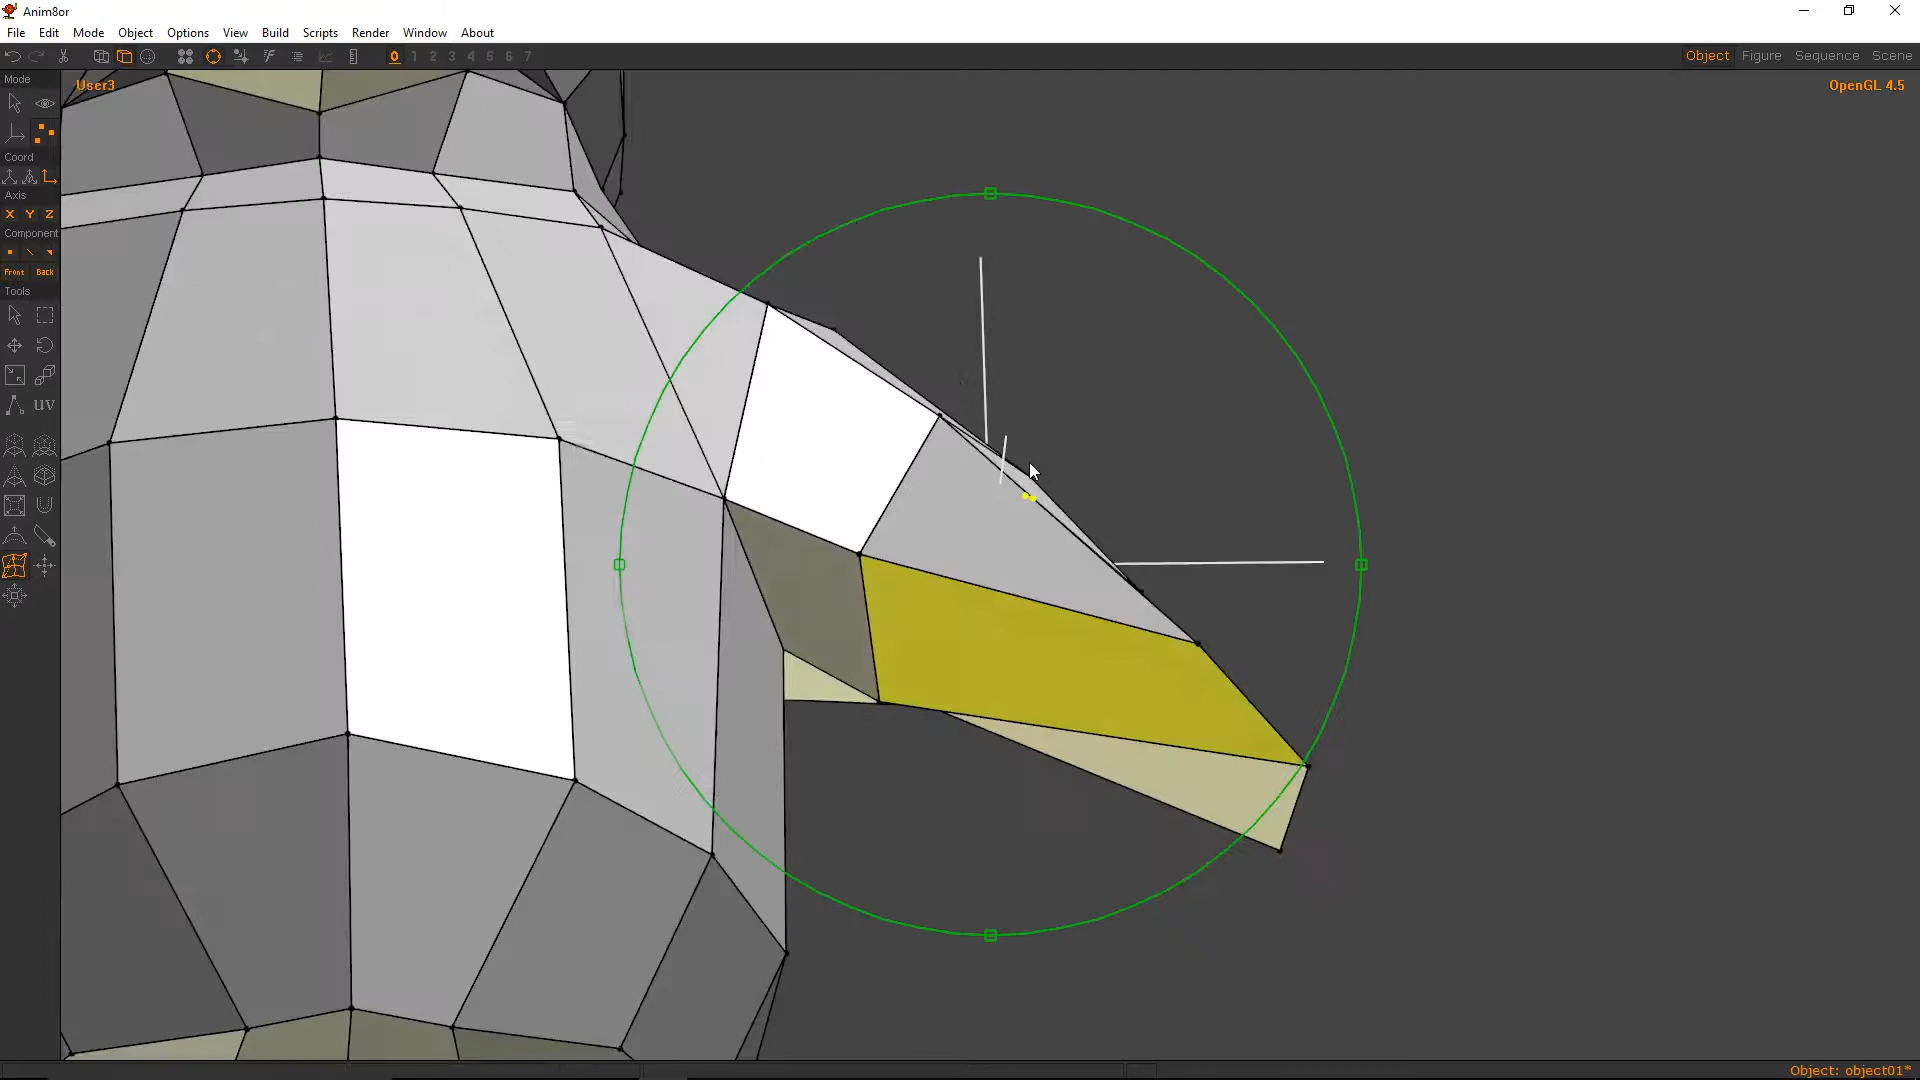 Anim8or
File Edit Mode Object Options View Build Scripts Render Window About
0 1 2 3 4 5 6 7 Object Figure Sequence Scene
Mode
User3 OpenGL 4.5
Coord
Axis
X Y Z
Component
Front Back
Tools
UV
Object: object01*